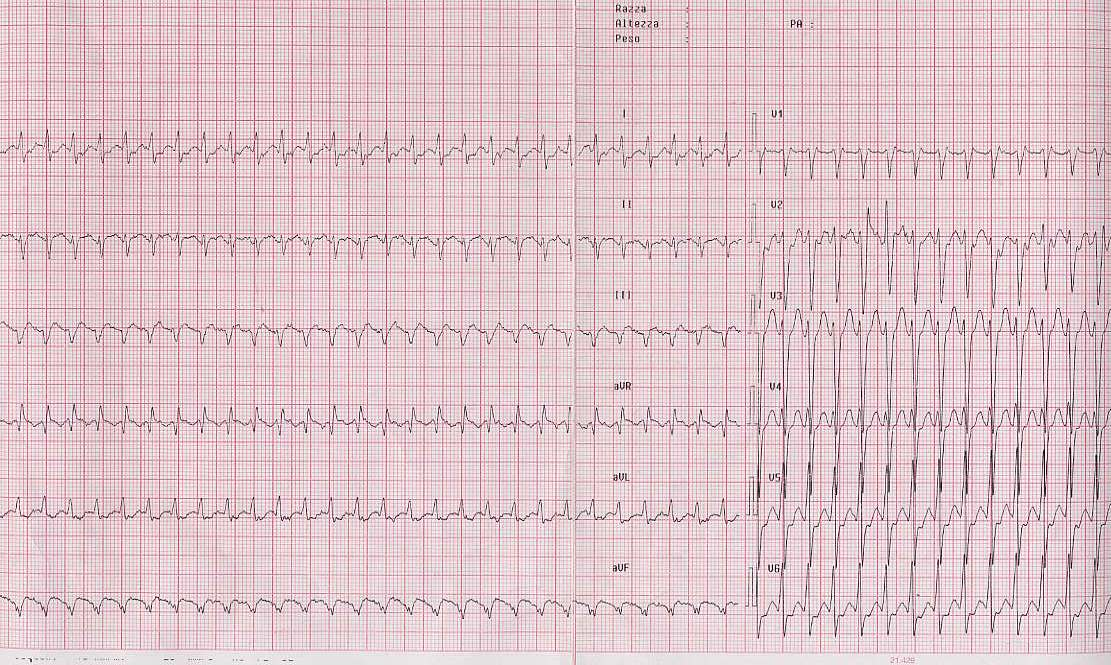 Razza :
Altezza : PA :
Peso :
I V1
II V2
III V3
aVR V4
aVL V5
aVF V6
21.428